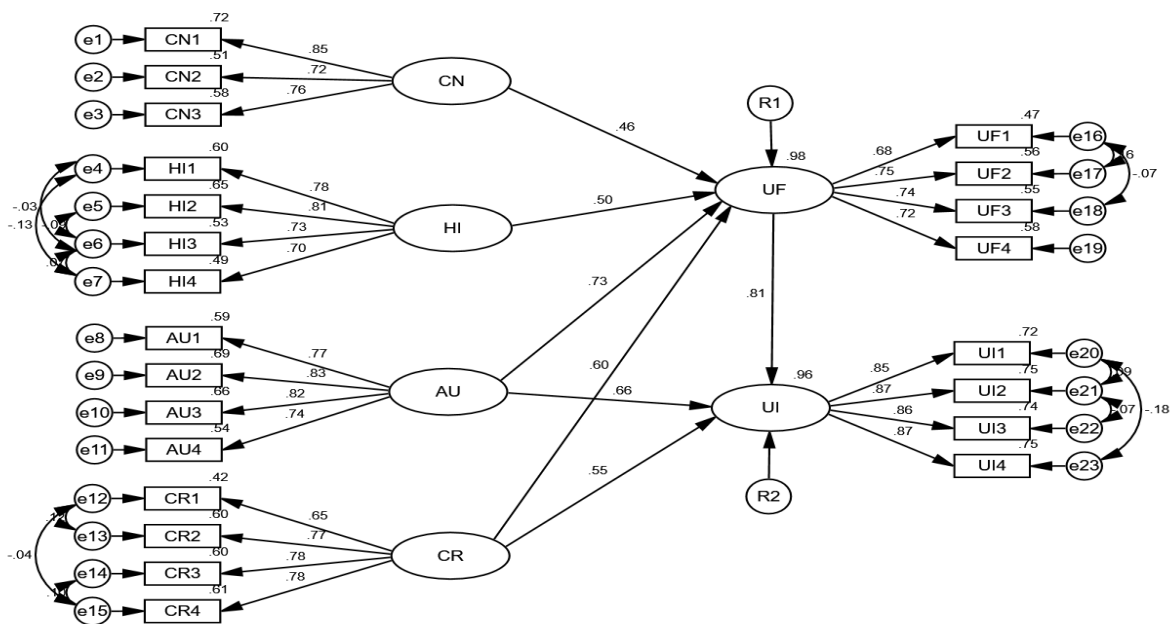 .72
e1 CN1 .85
.51
e2 CN2 .72
.58
e3 CN3 .76
CN
.46
.60
e4 HI1 .78
.65
e5 HI2 .81
.53
e6 HI3 .73
.49
e7 HI4 .70
-.03
-.13
HI
.50
.59
e8 AU1 .77
.69
e9 AU2 .83
.66
e10 AU3 .82
.54
e11 AU4 .74
AU
.73
.66
.42
e12 CR1 .65
.60
e13 CR2 .77
.60
e14 CR3 .78
.61
e15 CR4 .78
-.04
CR
.60
.55
R1
.98
UF
.81
.96
UI
R2
.47
.68 UF1 e16
.56
.75 UF2 e17
.55
.74 UF3 e18
.58
.72 UF4 e19
-.07
.72
.85 UI1 e20
.75
.87 UI2 e21
.74
.86 UI3 e22
.75
.87 UI4 e23
-.18